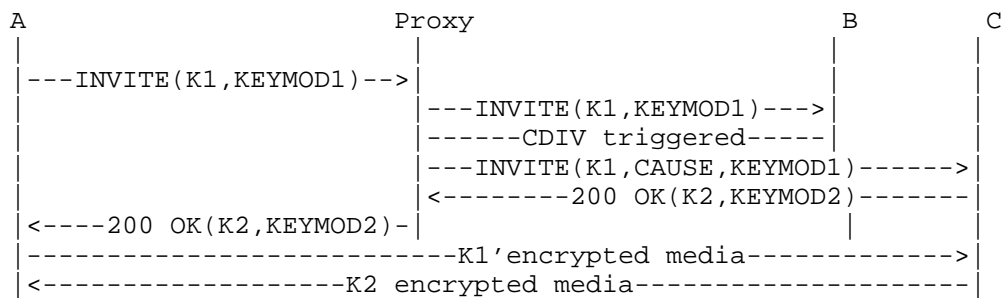 A Proxy B C
|---INVITE(K1,KEYMOD1)-->|
|---INVITE(K1,KEYMOD1)--->|
|------CDIV triggered-----|
|---INVITE(K1,CAUSE,KEYMOD1)------>|
|<--------200 OK(K2,KEYMOD2)-------|
|<----200 OK(K2,KEYMOD2)-|
|---------------------------K1'encrypted media------------->|
|<--------------------K2 encrypted media---------------------|